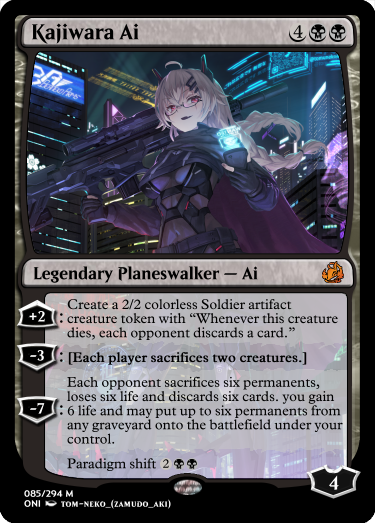 Kajiwara Ai 4
Legendary Planeswalker — Ai
+2: Create a 2/2 colorless Soldier artifact
creature token with “Whenever this creature
dies, each opponent discards a card.”
-3: [Each player sacrifices two creatures.]
-7: Each opponent sacrifices six permanents,
loses six life and discards six cards. you gain
6 life and may put up to six permanents from
any graveyard onto the battlefield under your
control.
Paradigm shift 2
4
085/294 M
ONI TOM-NEKO_(ZAMUDO_AKI)